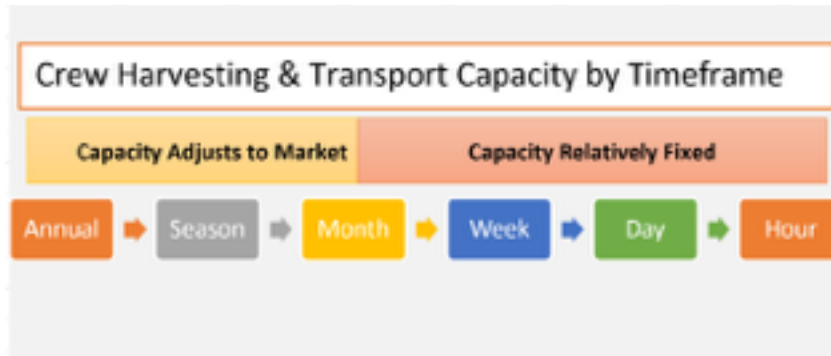 Crew Harvesting & Transport Capacity by Timeframe
Capacity Adjusts to Market Capacity Relatively Fixed
Annual Season Month Week Day Hour